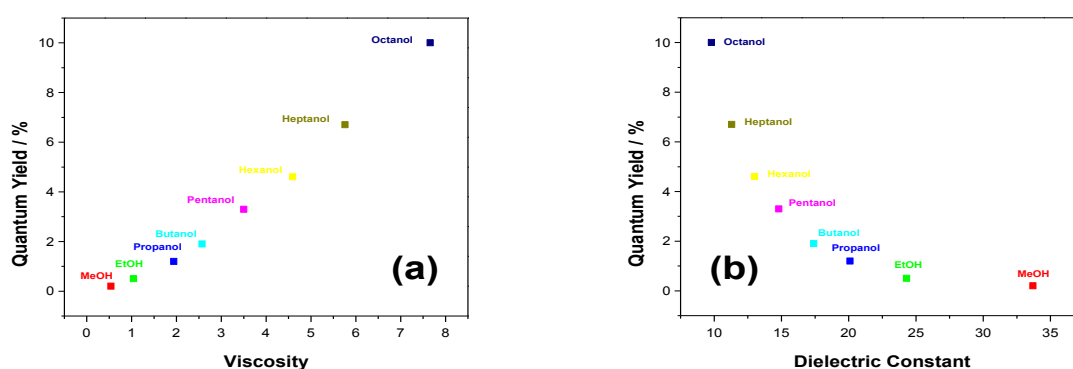 Quantum Yield / %
10
8
6
4
2
0
Octanol
Heptanol
Hexanol
Pentanol
Butanol
Propanol
EtOH
MeOH
(a)
0 1 2 3 4 5 6 7 8
Viscosity
Quantum Yield / %
10
8
6
4
2
0
Octanol
Heptanol
Hexanol
Pentanol
Butanol
Propanol
EtOH
MeOH
(b)
10 15 20 25 30 35
Dielectric Constant